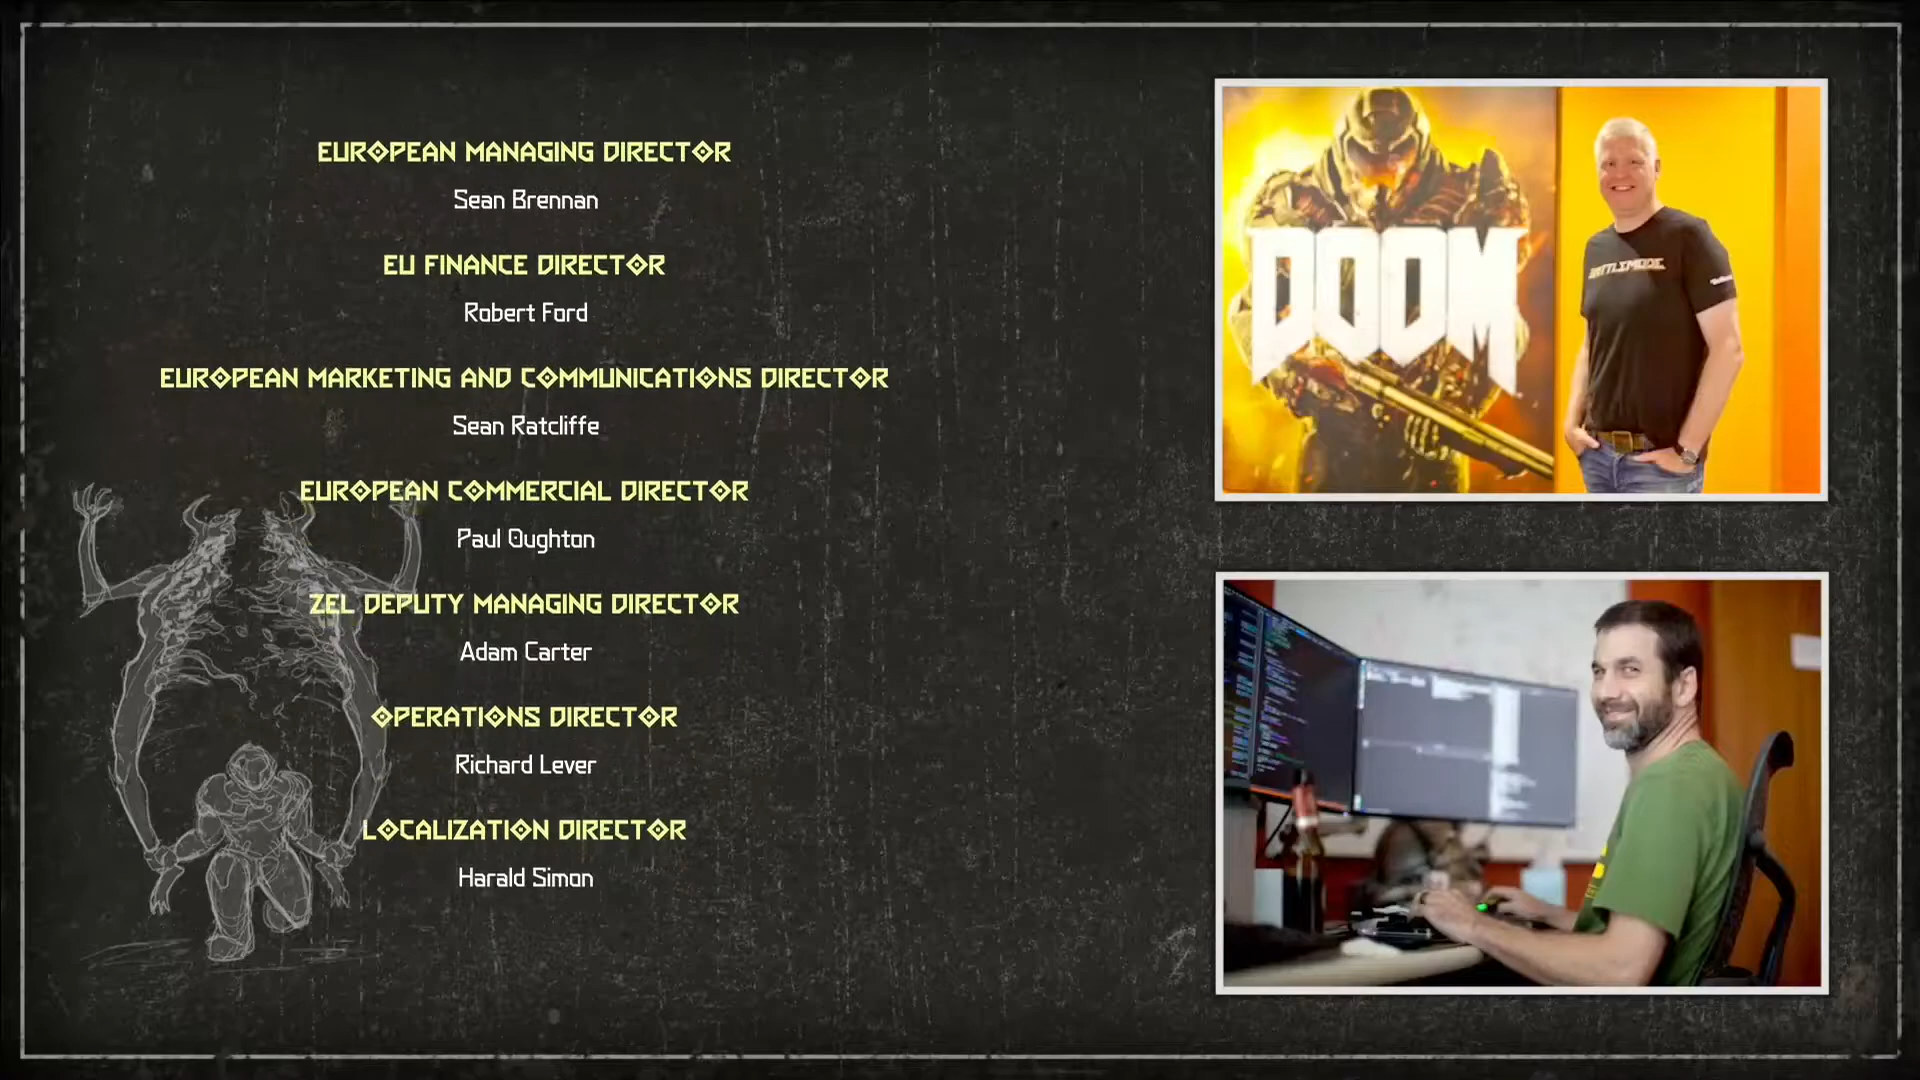 EUROPEAN MANAGING DIRECTOR
Sean Brennan
EU FINANCE DIRECTOR
Robert Ford
EUROPEAN MARKETING AND COMMUNICATIONS DIRECTOR
Sean Ratcliffe
EUROPEAN COMMERCIAL DIRECTOR
Paul Oughton
ZEL DEPUTY MANAGING DIRECTOR
Adam Carter
OPERATIONS DIRECTOR
Richard Lever
LOCALIZATION DIRECTOR
Harald Simon
DOOM
BATTLEMODE